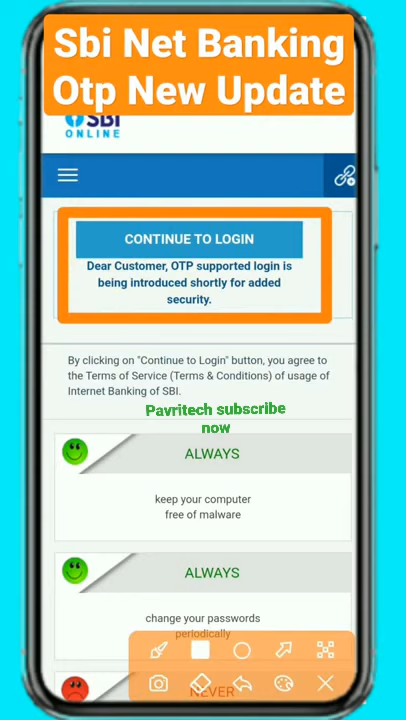 Sbi Net Banking
Otp New Update
SBI
ONLINE
CONTINUE TO LOGIN
Dear Customer, OTP supported login is
being introduced shortly for added
security.
By clicking on "Continue to Login" button, you agree to
the Terms of Service (Terms & Conditions) of usage of
Internet Banking of SBI.
Pavritech subscribe
now
ALWAYS
keep your computer
free of malware
ALWAYS
change your passwords
periodically
NEVER